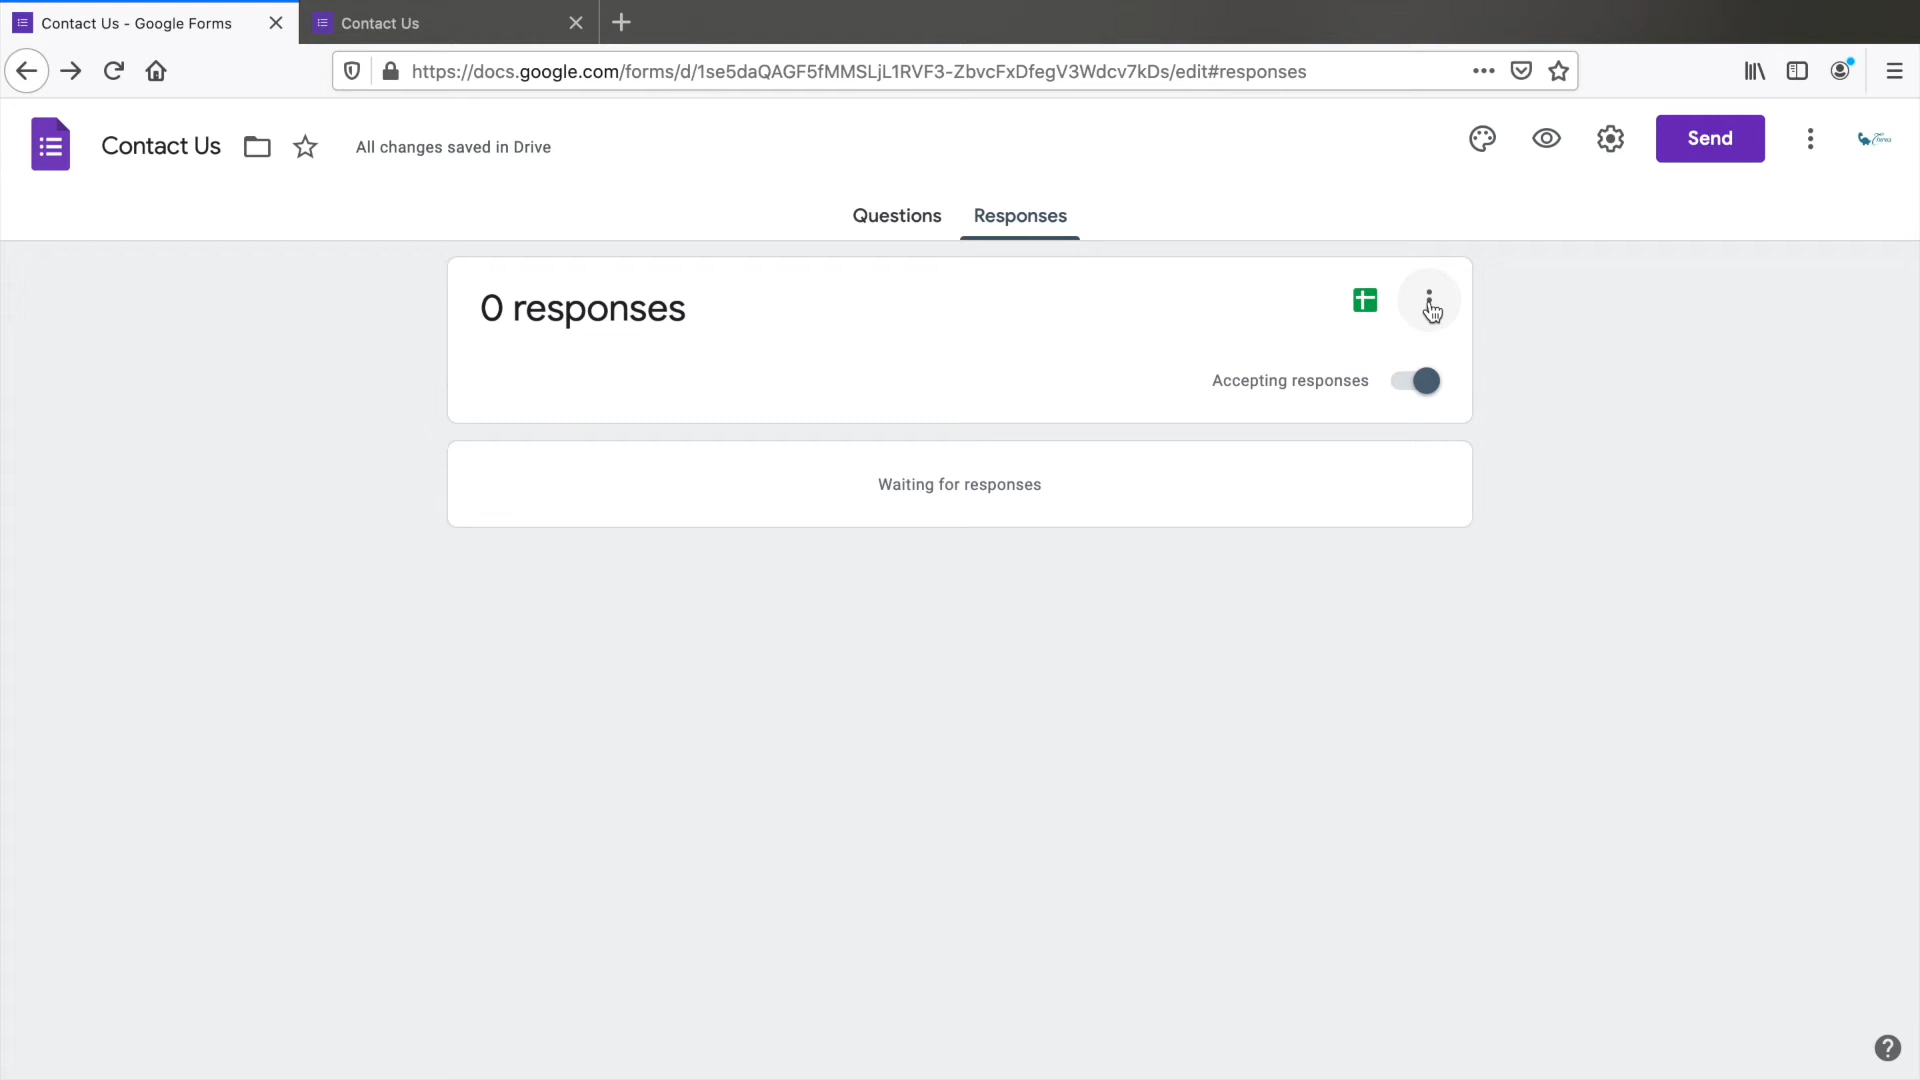 Contact Us - Google Forms
Contact Us
https://docs.google.com/forms/d/1se5daQAGF5fMMSLjL1RVF3-ZbvcFxDfegV3Wdcv7kDs/edit#responses
Contact Us
All changes saved in Drive
Send
Questions
Responses
0 responses
Accepting responses
Waiting for responses